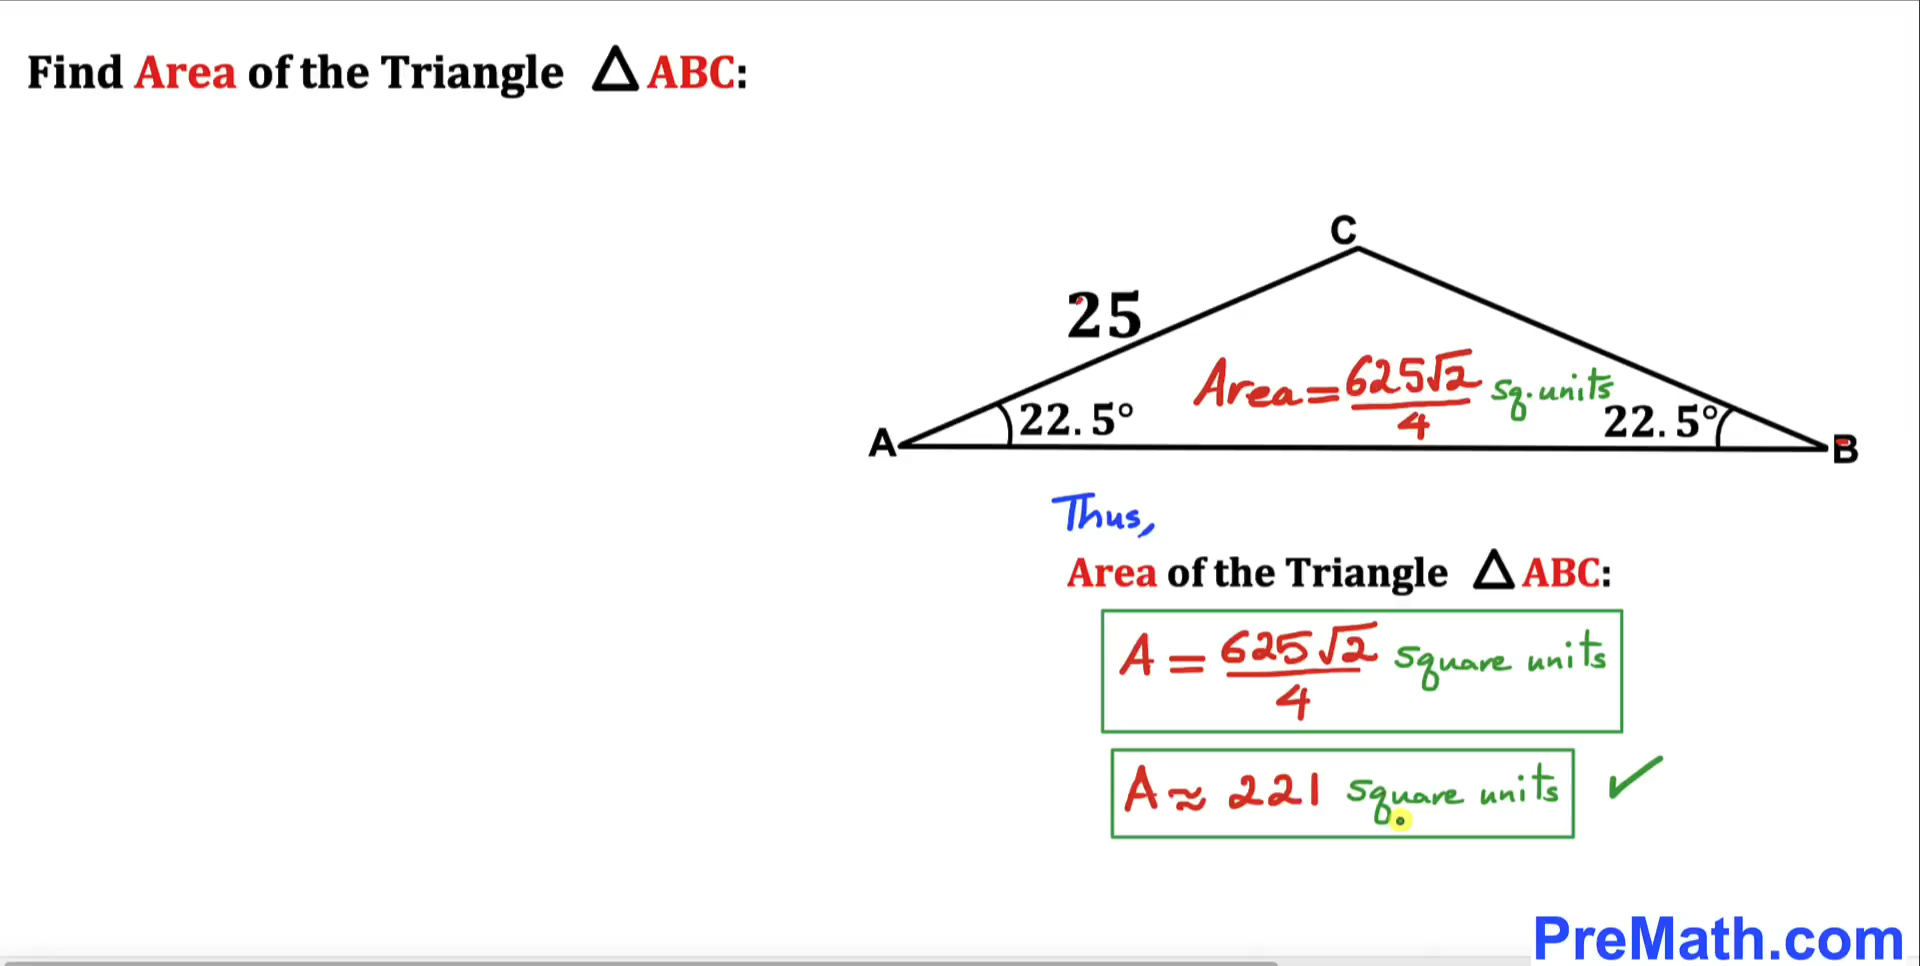 Find Area of the Triangle △ ABC:
C
25
Area = 625√2/4 sq. units
22.5°
22.5°
A
B
Thus,
Area of the Triangle △ ABC:
A = 625√2/4 square units
A ≈ 221 square units ✓
PreMath.com